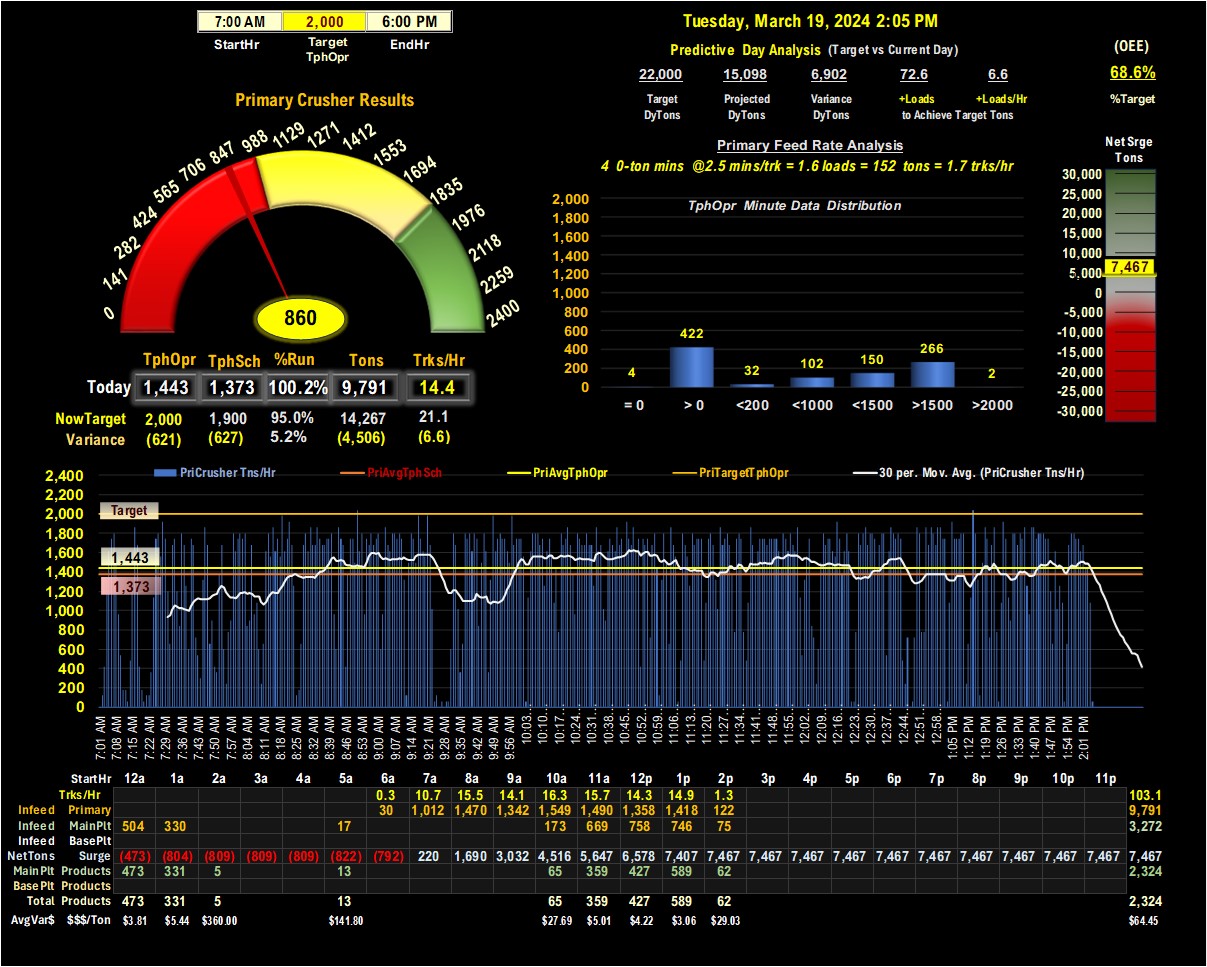 7:00 AM 2,000 6:00 PM
StartHr Target TphOpr EndHr
Tuesday, March 19, 2024 2:05 PM
Predictive Day Analysis (Target vs Current Day)
22,000 15,098 6,902 72.6 6.6
Target DyTons Projected DyTons Variance DyTons +Loads +Loads/Hr
to Achieve Target Tons
(OEE)
68.6%
%Target
Primary Crusher Results
0 141 282 424 565 706 847 988 1129 1271 1412 1553 1694 1835 1976 2118 2259 2400
860
TphOpr TphSch %Run Tons Trks/Hr
Today 1,443 1,373 100.2% 9,791 14.4
NowTarget 2,000 1,900 95.0% 14,267 21.1
Variance (621) (627) 5.2% (4,506) (6.6)
Primary Feed Rate Analysis
4 0-ton mins @2.5 mins/trk = 1.6 loads = 152 tons = 1.7 trks/hr
TphOpr Minute Data Distribution
2,000
1,800
1,600
1,400
1,200
1,000
800
600
400
200
0
4 422 32 102 150 266 2
= 0 > 0 <200 <1000 <1500 >1500 >2000
Net Srge
Tons
30,000
25,000
20,000
15,000
10,000
7,467
5,000
0
-5,000
-10,000
-15,000
-20,000
-25,000
-30,000
PriCrusher Tns/Hr PriAvgTphSch PriAvgTphOpr PriTargetTphOpr 30 per. Mov. Avg. (PriCrusher Tns/Hr)
2,400
2,200
2,000
1,800
1,600
1,400
1,200
1,000
800
600
400
200
0
Target
1,443
1,373
7:01 AM 7:08 AM 7:15 AM 7:22 AM 7:29 AM 7:36 AM 7:43 AM 7:50 AM 7:57 AM 8:04 AM 8:11 AM 8:18 AM 8:25 AM 8:32 AM 8:39 AM 8:46 AM 8:53 AM 9:00 AM 9:07 AM 9:14 AM 9:21 AM 9:28 AM 9:35 AM 9:42 AM 9:49 AM 9:56 AM 10:03… 10:10… 10:17… 10:24… 10:31… 10:38… 10:45… 10:52… 10:59… 11:06… 11:13… 11:20… 11:27… 11:34… 11:41… 11:48… 11:55… 12:02… 12:09… 12:16… 12:23… 12:30… 12:37… 12:44… 12:51… 12:58… 1:05 PM 1:12 PM 1:19 PM 1:26 PM 1:33 PM 1:40 PM 1:47 PM 1:54 PM 2:01 PM
StartHr 12a 1a 2a 3a 4a 5a 6a 7a 8a 9a 10a 11a 12p 1p 2p 3p 4p 5p 6p 7p 8p 9p 10p 11p
Trks/Hr 0.3 10.7 15.5 14.1 16.3 15.7 14.3 14.9 1.3 103.1
Infeed Primary 30 1,012 1,470 1,342 1,549 1,490 1,358 1,418 122 9,791
Infeed MainPlt 504 330 17 173 669 758 746 75 3,272
Infeed BasePlt
NetTons Surge (473) (804) (809) (809) (809) (822) (792) 220 1,690 3,032 4,516 5,647 6,578 7,407 7,467 7,467 7,467 7,467 7,467 7,467 7,467 7,467 7,467 7,467 7,467
MainPlt Products 473 331 5 13 65 359 427 589 62 2,324
BasePlt Products
Total Products 473 331 5 13 65 359 427 589 62 2,324
AvgVar$ $$$/Ton $3.81 $5.44 $360.00 $141.80 $27.69 $5.01 $4.22 $3.06 $29.03 $64.45